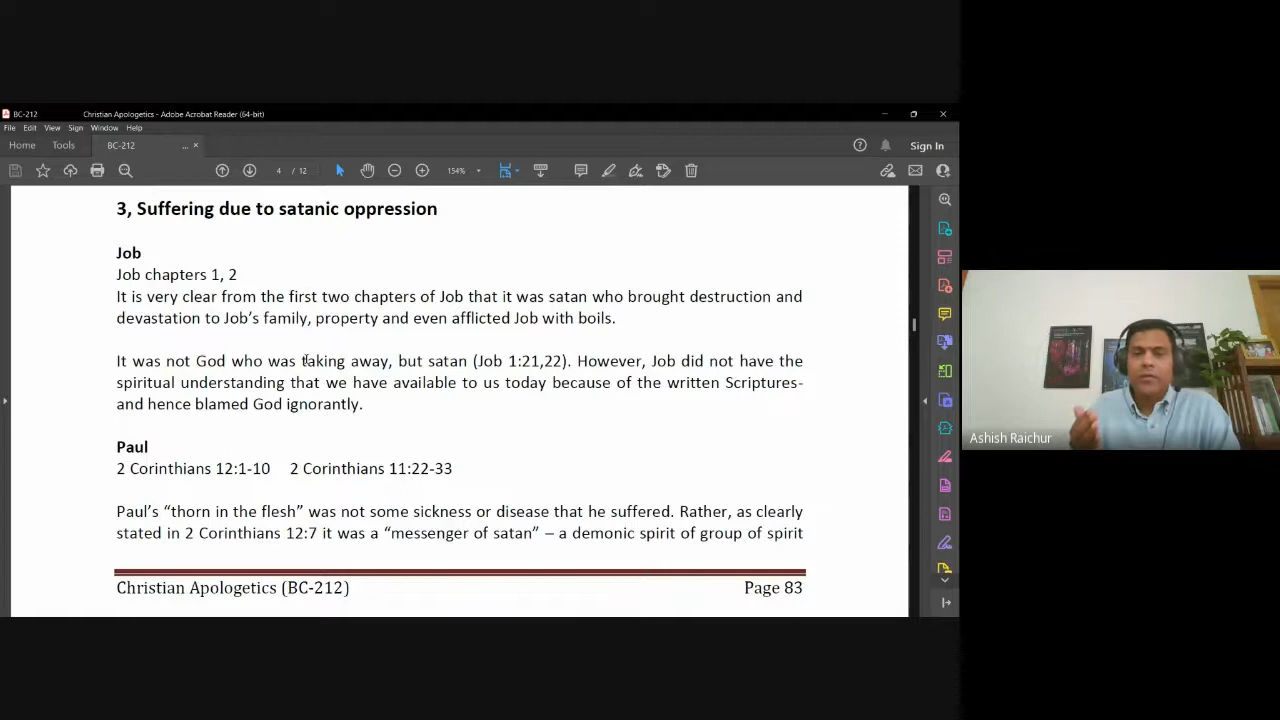 BC-212 Christian Apologetics - Adobe Acrobat Reader (64-bit)
File Edit View Sign Window Help
Home Tools BC-212 ... × Sign In
4 / 12 154%
3, Suffering due to satanic oppression
Job
Job chapters 1, 2
It is very clear from the first two chapters of Job that it was satan who brought destruction and
devastation to Job’s family, property and even afflicted Job with boils.
It was not God who was taking away, but satan (Job 1:21,22). However, Job did not have the
spiritual understanding that we have available to us today because of the written Scriptures-
and hence blamed God ignorantly.
Paul
2 Corinthians 12:1-10 2 Corinthians 11:22-33
Paul’s “thorn in the flesh” was not some sickness or disease that he suffered. Rather, as clearly
stated in 2 Corinthians 12:7 it was a “messenger of satan” – a demonic spirit of group of spirit
Christian Apologetics (BC-212) Page 83
Ashish Raichur